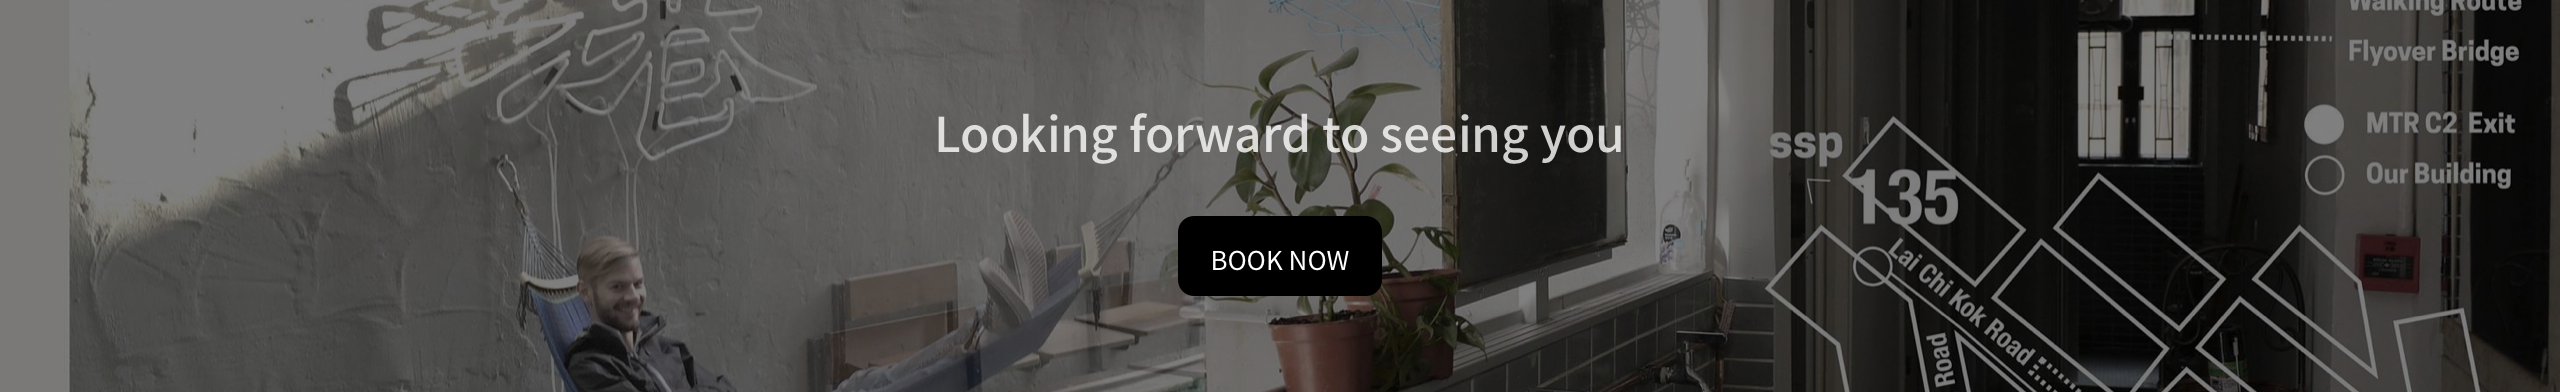 Walking Route
Flyover Bridge
MTR C2 Exit
Our Building
Looking forward to seeing you
BOOK NOW
ssp
135
Lai Chi Kok Road
Road